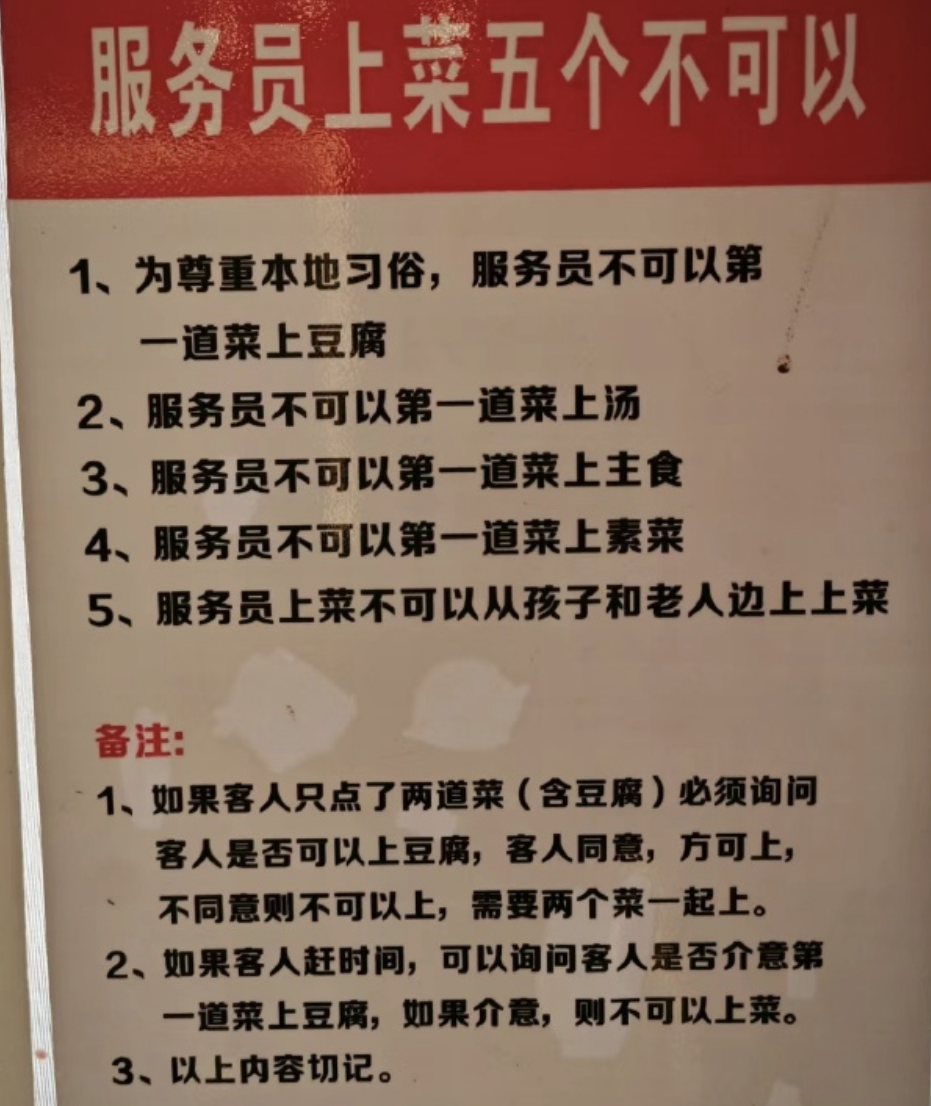 服务员上菜五个不可以
1、为尊重本地习俗，服务员不可以第
一道菜上豆腐
2、服务员不可以第一道菜上汤
3、服务员不可以第一道菜上主食
4、服务员不可以第一道菜上素菜
5、服务员上菜不可以从孩子和老人边上上菜
备注:
1、如果客人只点了两道菜（含豆腐）必须询问
客人是否可以上豆腐，客人同意，方可上，
不同意则不可以上，需要两个菜一起上。
2、如果客人赶时间，可以询问客人是否介意第
一道菜上豆腐，如果介意，则不可以上菜。
3、以上内容切记。